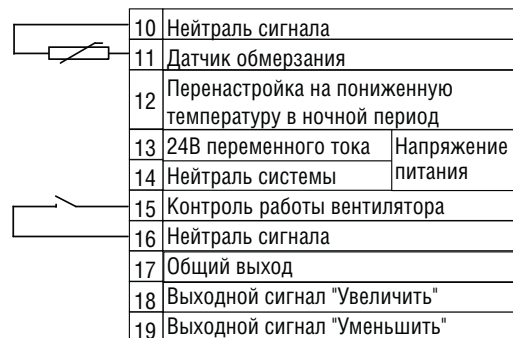 10 Нейтраль сигнала
11 Датчик обмерзания
12 Перенастройка на пониженную
температуру в ночной период
13 24В переменного тока Напряжение
14 Нейтраль системы питания
15 Контроль работы вентилятора
16 Нейтраль сигнала
17 Общий выход
18 Выходной сигнал "Увеличить"
19 Выходной сигнал "Уменьшить"